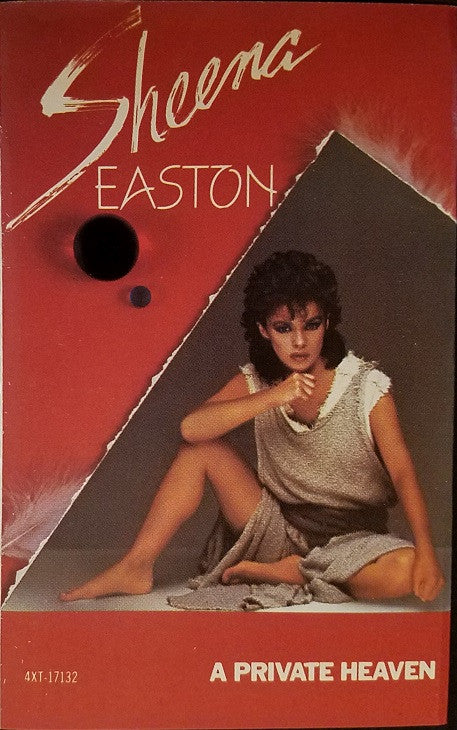 Sheena
EASTON
4XT-17132
A PRIVATE HEAVEN